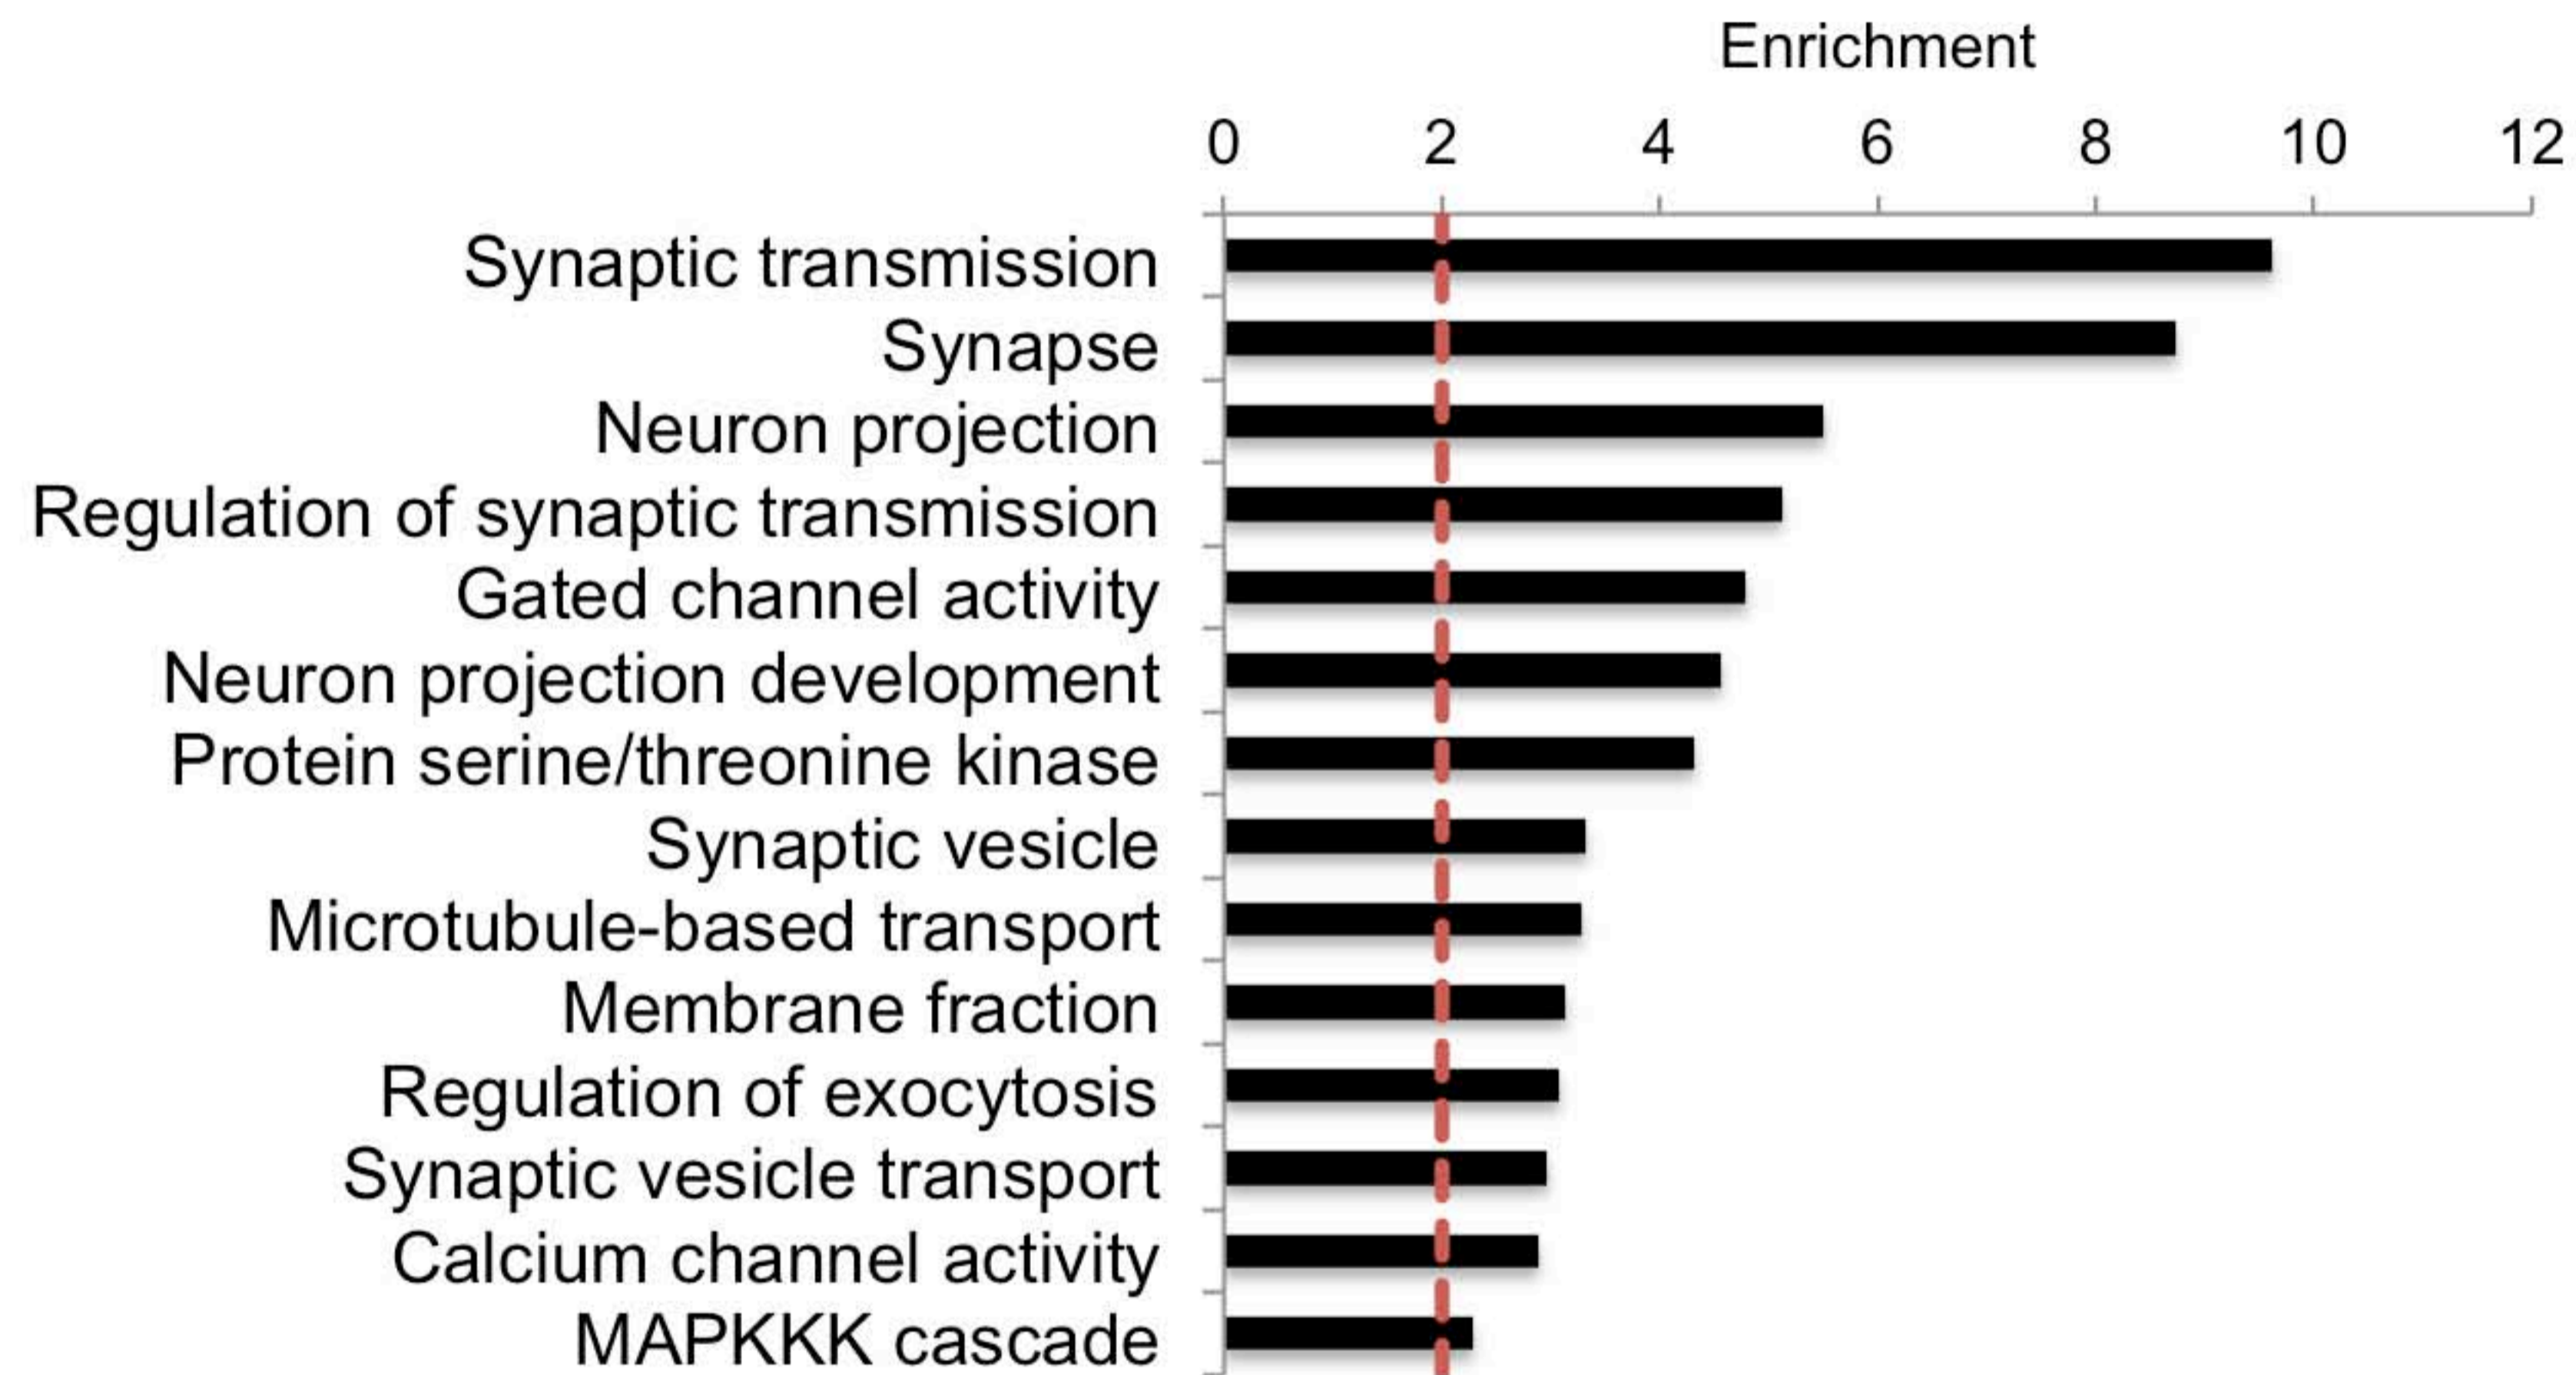 Enrichment
0 2 4 6 8 10 12
Synaptic transmission
Synapse
Neuron projection
Regulation of synaptic transmission
Gated channel activity
Neuron projection development
Protein serine/threonine kinase
Synaptic vesicle
Microtubule-based transport
Membrane fraction
Regulation of exocytosis
Synaptic vesicle transport
Calcium channel activity
MAPKKK cascade